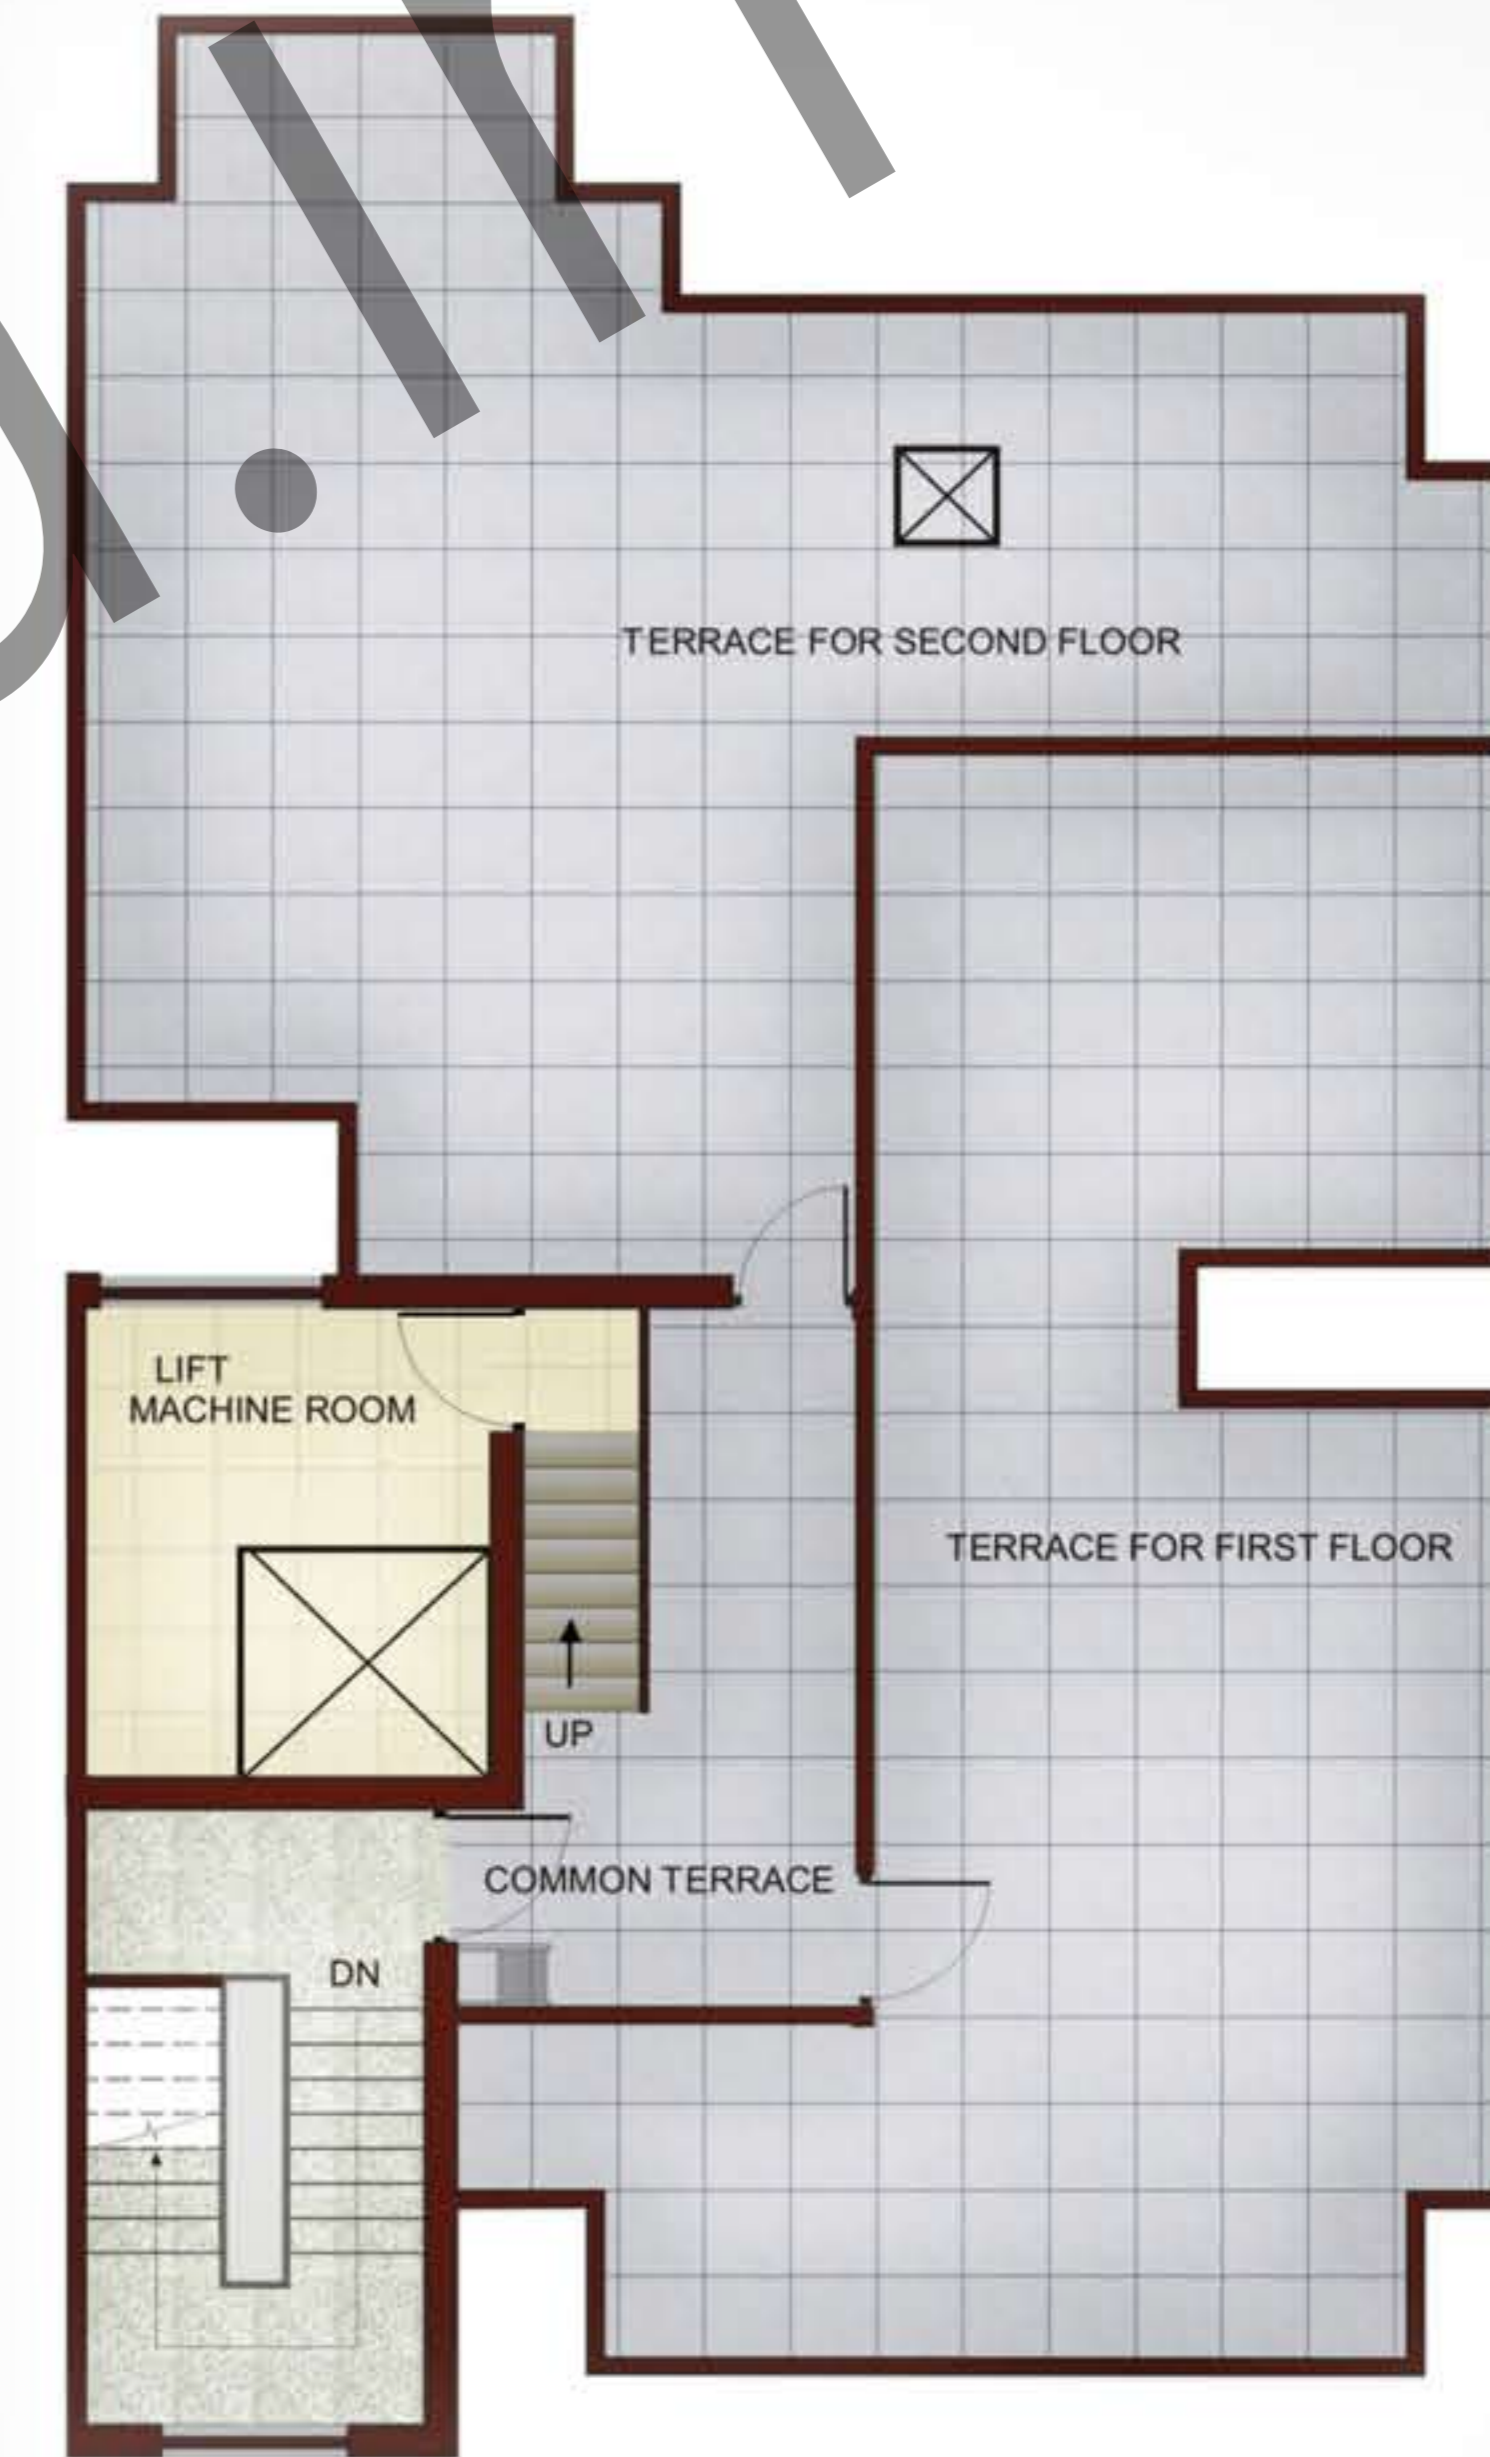 TERRACE FOR SECOND FLOOR
LIFT
MACHINE ROOM
TERRACE FOR FIRST FLOOR
UP
COMMON TERRACE
DN